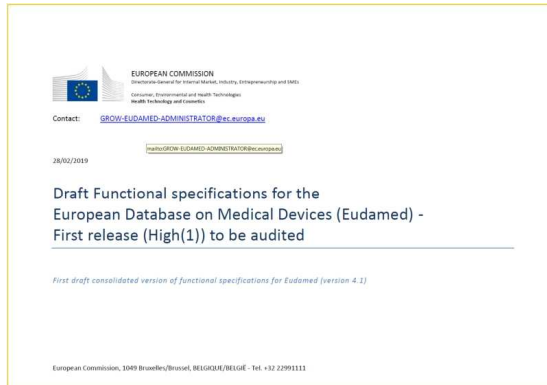 EUROPEAN COMMISSION
Directorate-General for Internal Market, Industry, Entrepreneurship and SMEs
Consumer, Environmental and Health Technologies
Health Technology and Cosmetics
Contact: GROW-EUDAMED-ADMINISTRATOR@ec.europa.eu
mailto:GROW-EUDAMED-ADMINISTRATOR@ec.europa.eu
28/02/2019
Draft Functional specifications for the
European Database on Medical Devices (Eudamed) -
First release (High(1)) to be audited
First draft consolidated version of functional specifications for Eudamed (version 4.1)
European Commission, 1049 Bruxelles/Brussel, BELGIQUE/BELGIË - Tel. +32 22991111